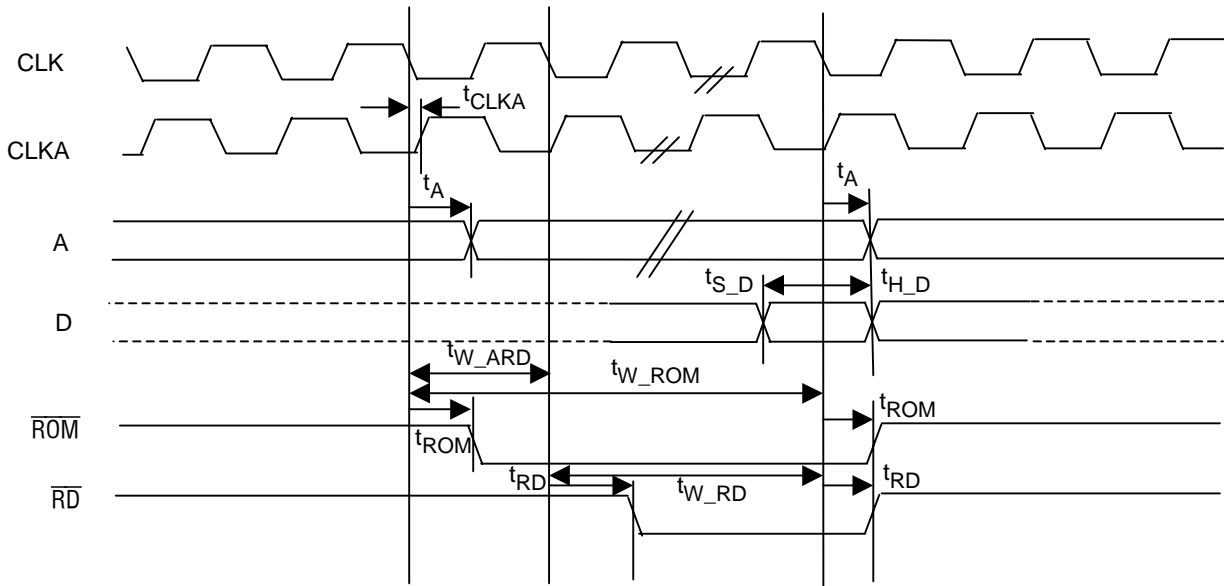 CLK
tCLKA
CLKA
tA
tA
A
tS_D
tH_D
D
tW_ARD
tW_ROM
ROM
tROM
tROM
RD
tRD
tW_RD
tRD